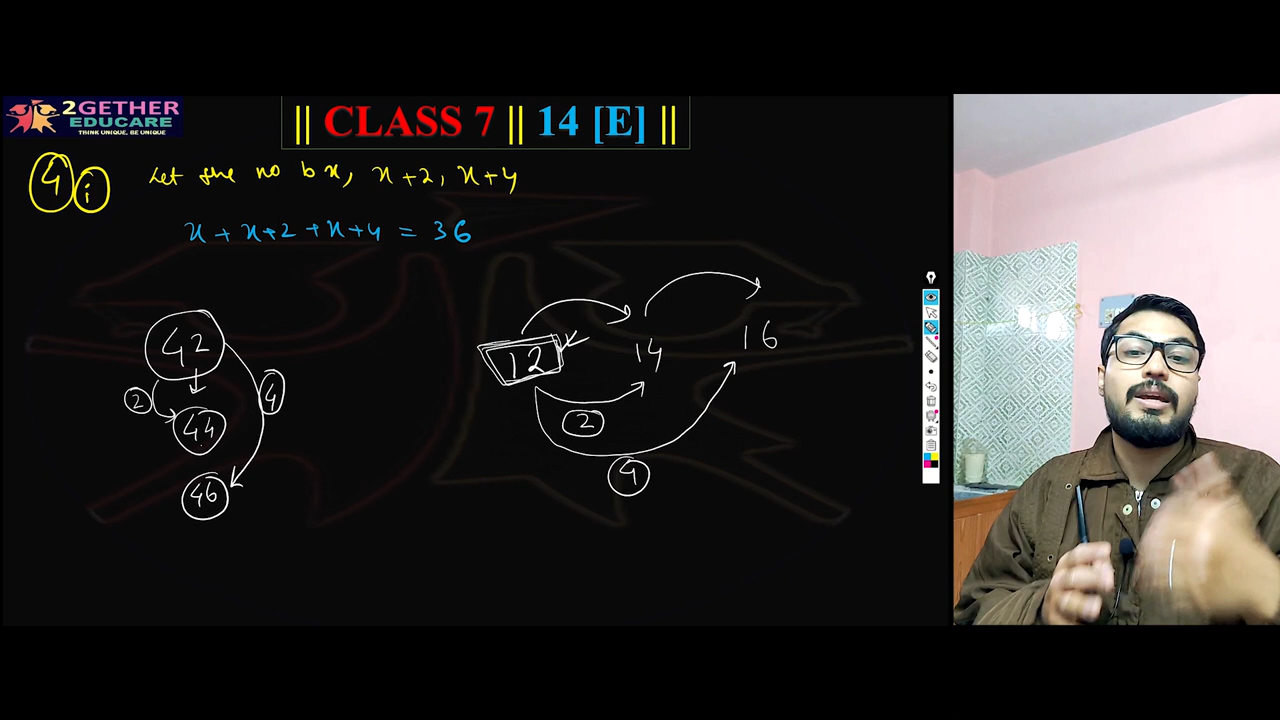 2GETHER
EDUCARE
THINK UNIQUE, BE UNIQUE
|| CLASS 7 || 14 [E] ||
4 i Let the no b x, x+2, x+4
x + x+2 + x+4 = 36
42
2
4
44
46
12
14
16
2
4